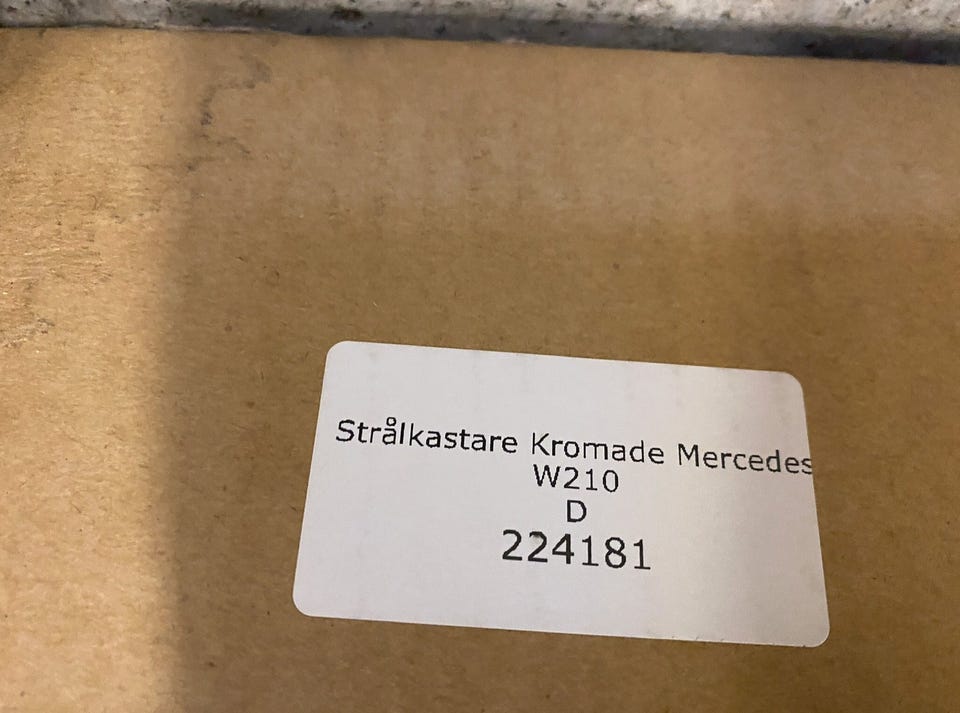 Strålkastare Kromade Mercedes
W210
D
224181